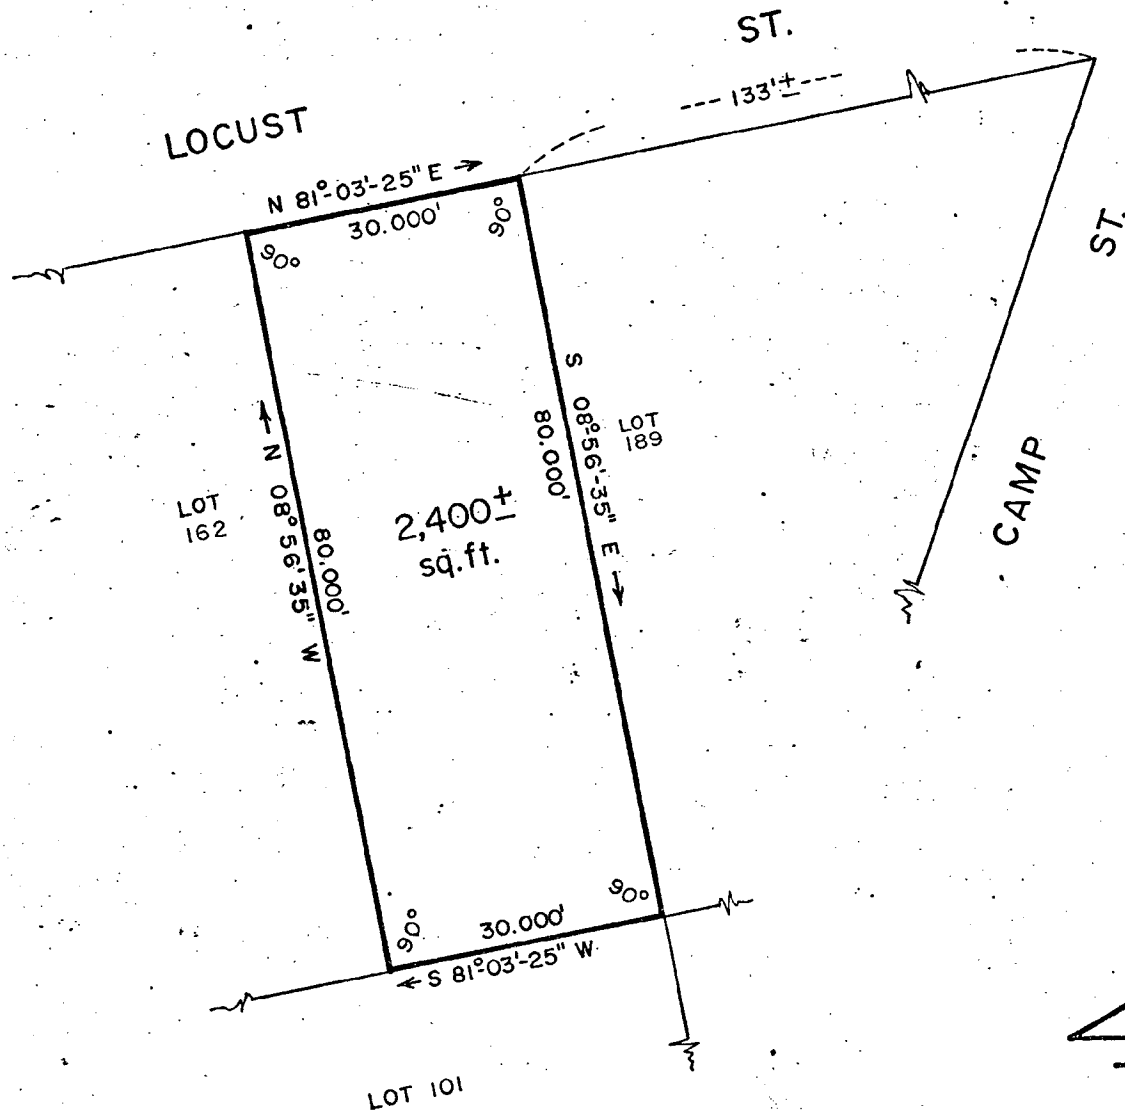 ST.
133'±
LOCUST
N 81°-03'-25" E →
30.000'
90°
90°
ST.
CAMP
S 08°-56'-35" E →
80.000'
LOT
189
← N 08° 56' 35" W
80.000'
LOT
162
2,400±
sq.ft.
90°
90°
30.000'
← S 81°-03'-25" W
LOT 101